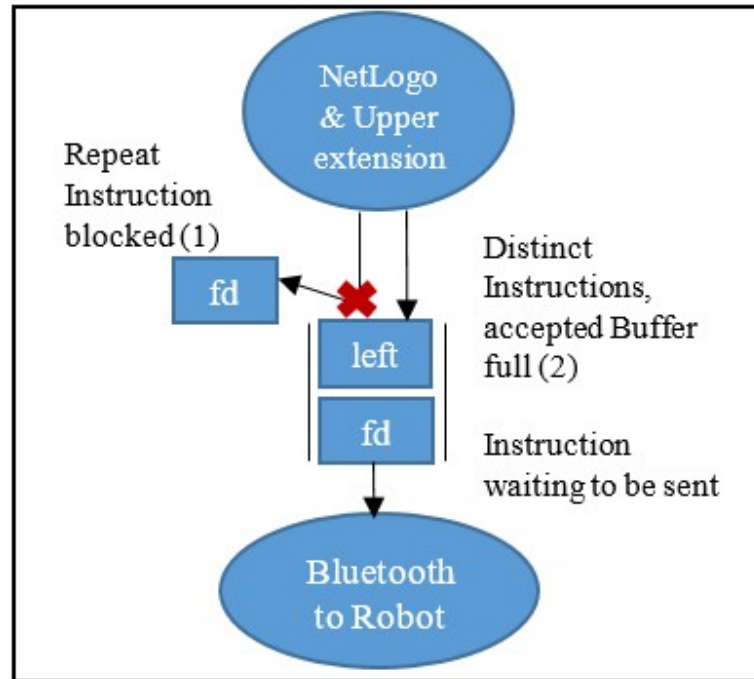 NetLogo
& Upper
extension
Repeat
Instruction
blocked (1)
fd
Distinct
Instructions,
accepted Buffer
full (2)
left
fd
Instruction
waiting to be sent
Bluetooth
to Robot